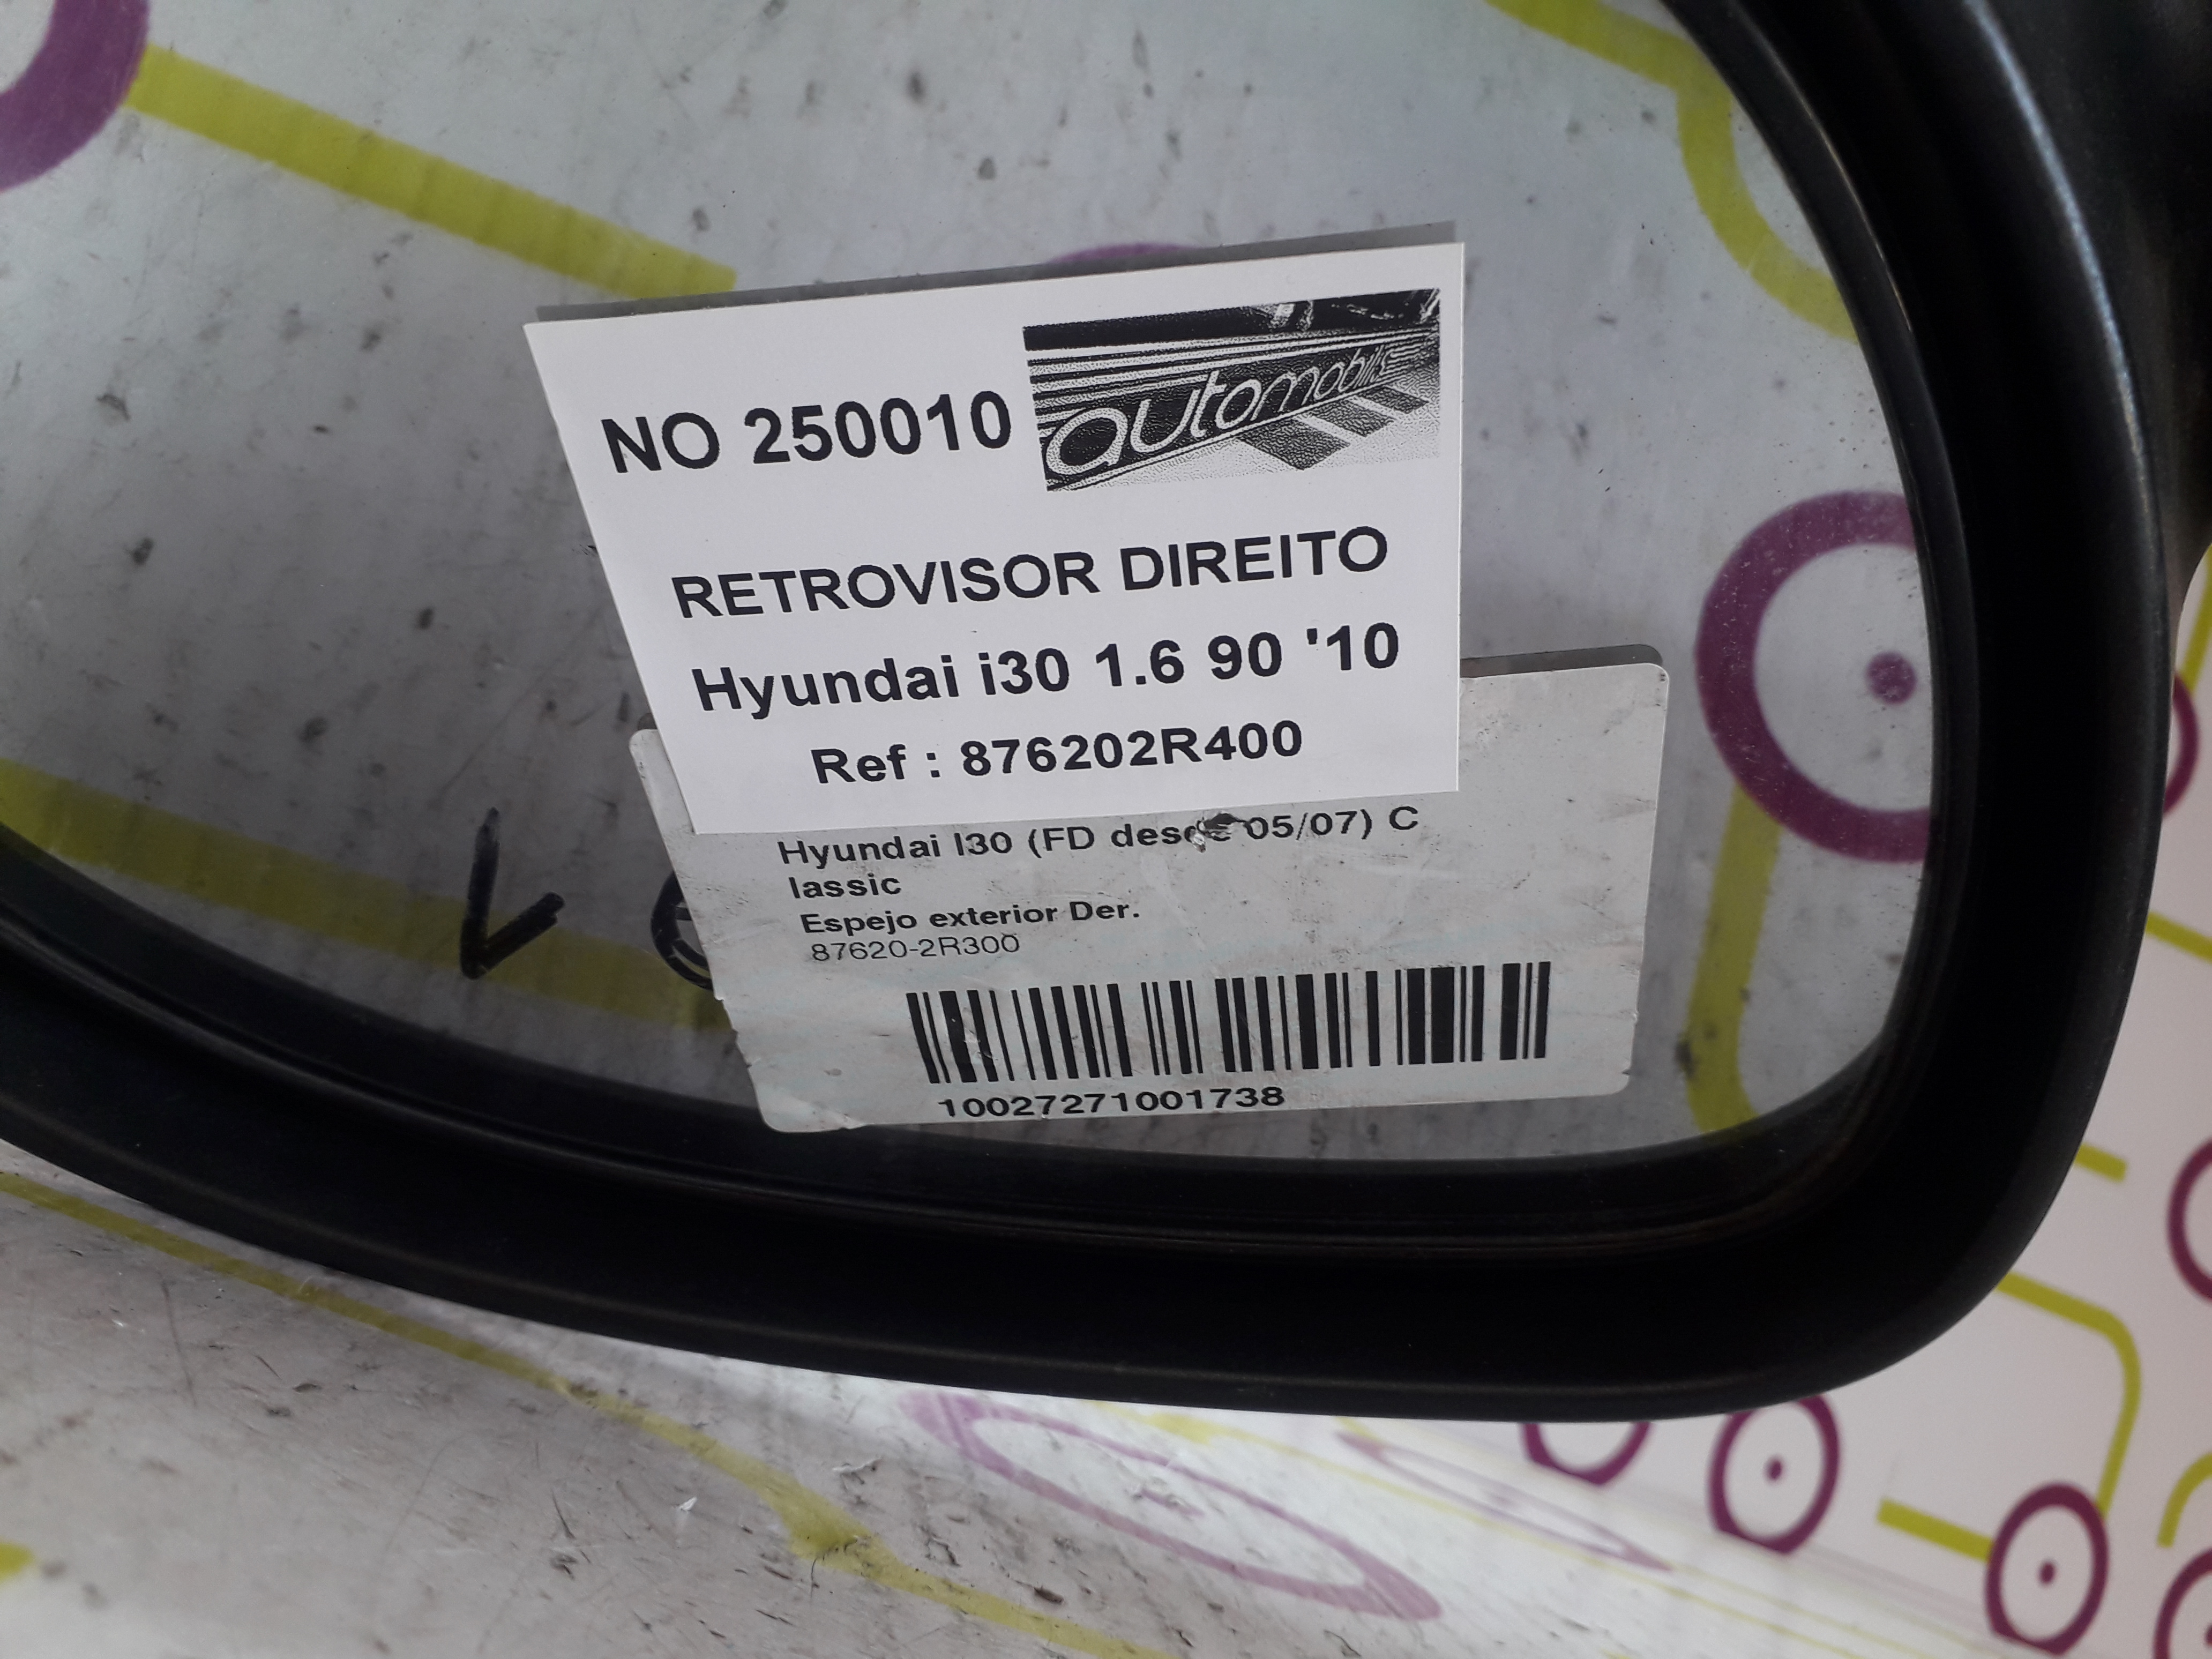 NO 250010
automobile
RETROVISOR DIREITO
Hyundai i30 1.6 90 '10
Ref : 876202R400
Hyundai I30 (FD desde 05/07) C
lassic
Espejo exterior Der.
87620-2R300
10027271001738